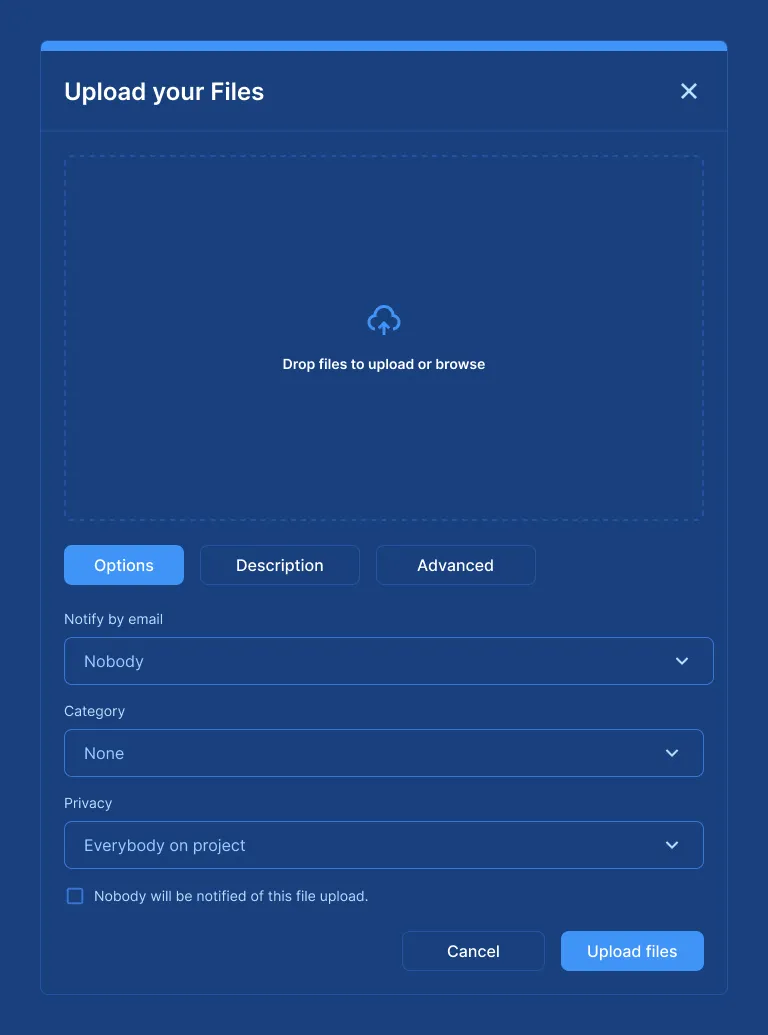 Upload your Files
Drop files to upload or browse
Options
Description
Advanced
Notify by email
Nobody
Category
None
Privacy
Everybody on project
Nobody will be notified of this file upload.
Cancel
Upload files